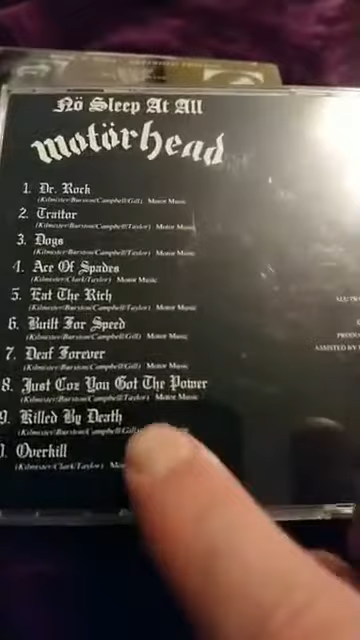 Nö Sleep At All
Motörhead
1. Dr. Rock
(Kilmister/Burston/Campbell/Gill) Motor Music
2. Traitor
(Kilmister/Burston/Campbell/Taylor) Motor Music
3. Dogs
(Kilmister/Burston/Campbell/Taylor) Motor Music
4. Ace Of Spades
(Kilmister/Clark/Taylor) Motor Music
5. Eat The Rich
(Kilmister/Burston/Campbell/Taylor) Motor Music
6. Built For Speed
(Kilmister/Burston/Campbell/Gill) Motor Music
7. Deaf Forever
(Kilmister/Burston/Campbell/Gill) Motor Music
8. Just Coz You Got The Power
(Kilmister/Burston/Campbell/Taylor) Motor Music
9. Killed By Death
(Kilmister/Burston/Campbell/Gill)
Overkill
(Kilmister/Clark/Taylor)